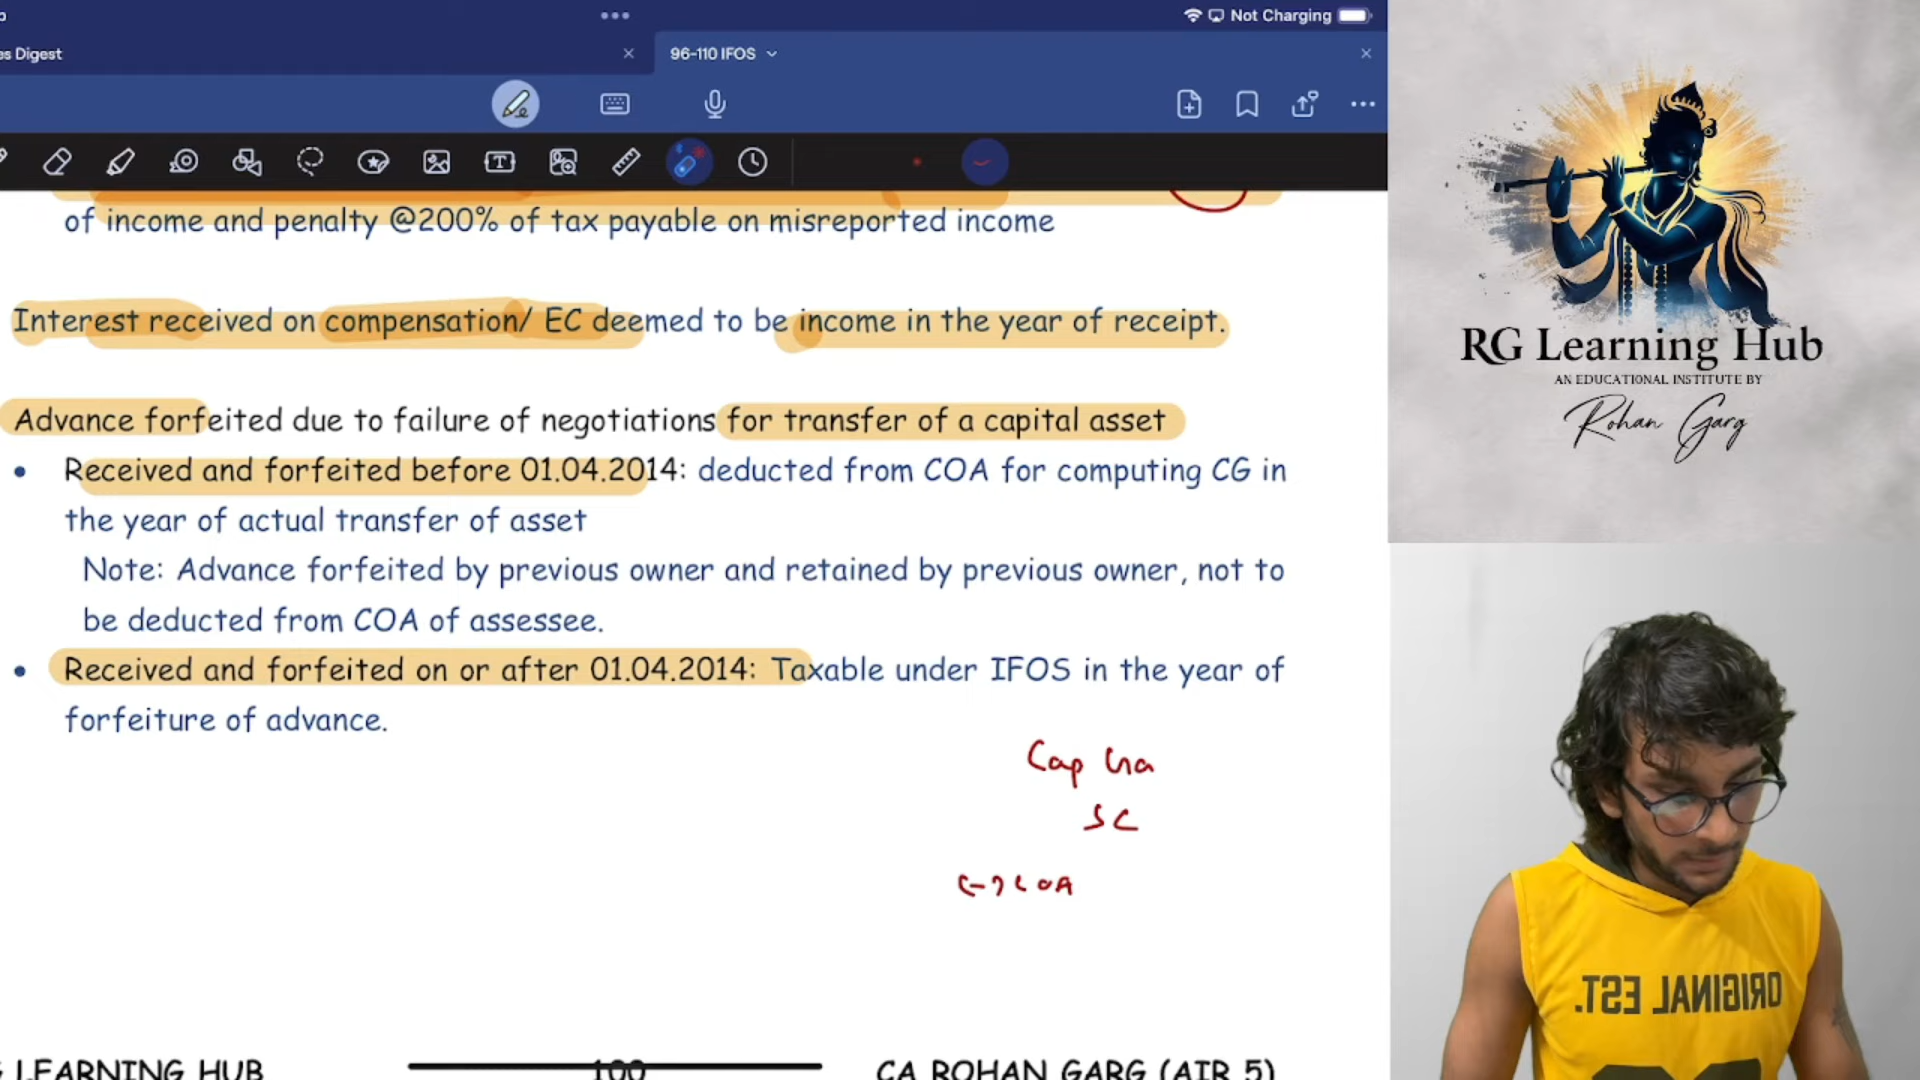 Not Charging
es Digest
96-110 IFOS
of income and penalty @200% of tax payable on misreported income
Interest received on compensation/ EC deemed to be income in the year of receipt.
Advance forfeited due to failure of negotiations for transfer of a capital asset
• Received and forfeited before 01.04.2014: deducted from COA for computing CG in
the year of actual transfer of asset
Note: Advance forfeited by previous owner and retained by previous owner, not to
be deducted from COA of assessee.
• Received and forfeited on or after 01.04.2014: Taxable under IFOS in the year of
forfeiture of advance.
Cap Ga
SC
(-) COA
LEARNING HUB
100
CA ROHAN GARG (AIR 5)
RG Learning Hub
AN EDUCATIONAL INSTITUTE BY
Rohan Garg
ORIGINAL EST.